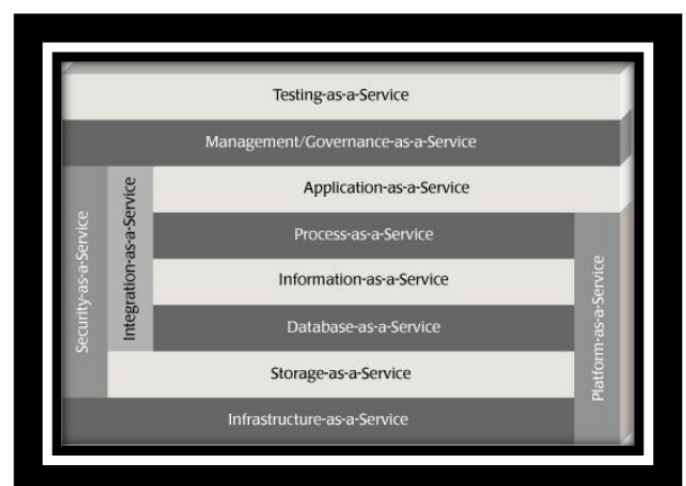 Testing-as-a-Service
Management/Governance-as-a-Service
Application-as-a-Service
Security-as-a-Service
Integration-as-a-Service
Process-as-a-Service
Information-as-a-Service
Database-as-a-Service
Platform-as-a-Service
Storage-as-a-Service
Infrastructure-as-a-Service